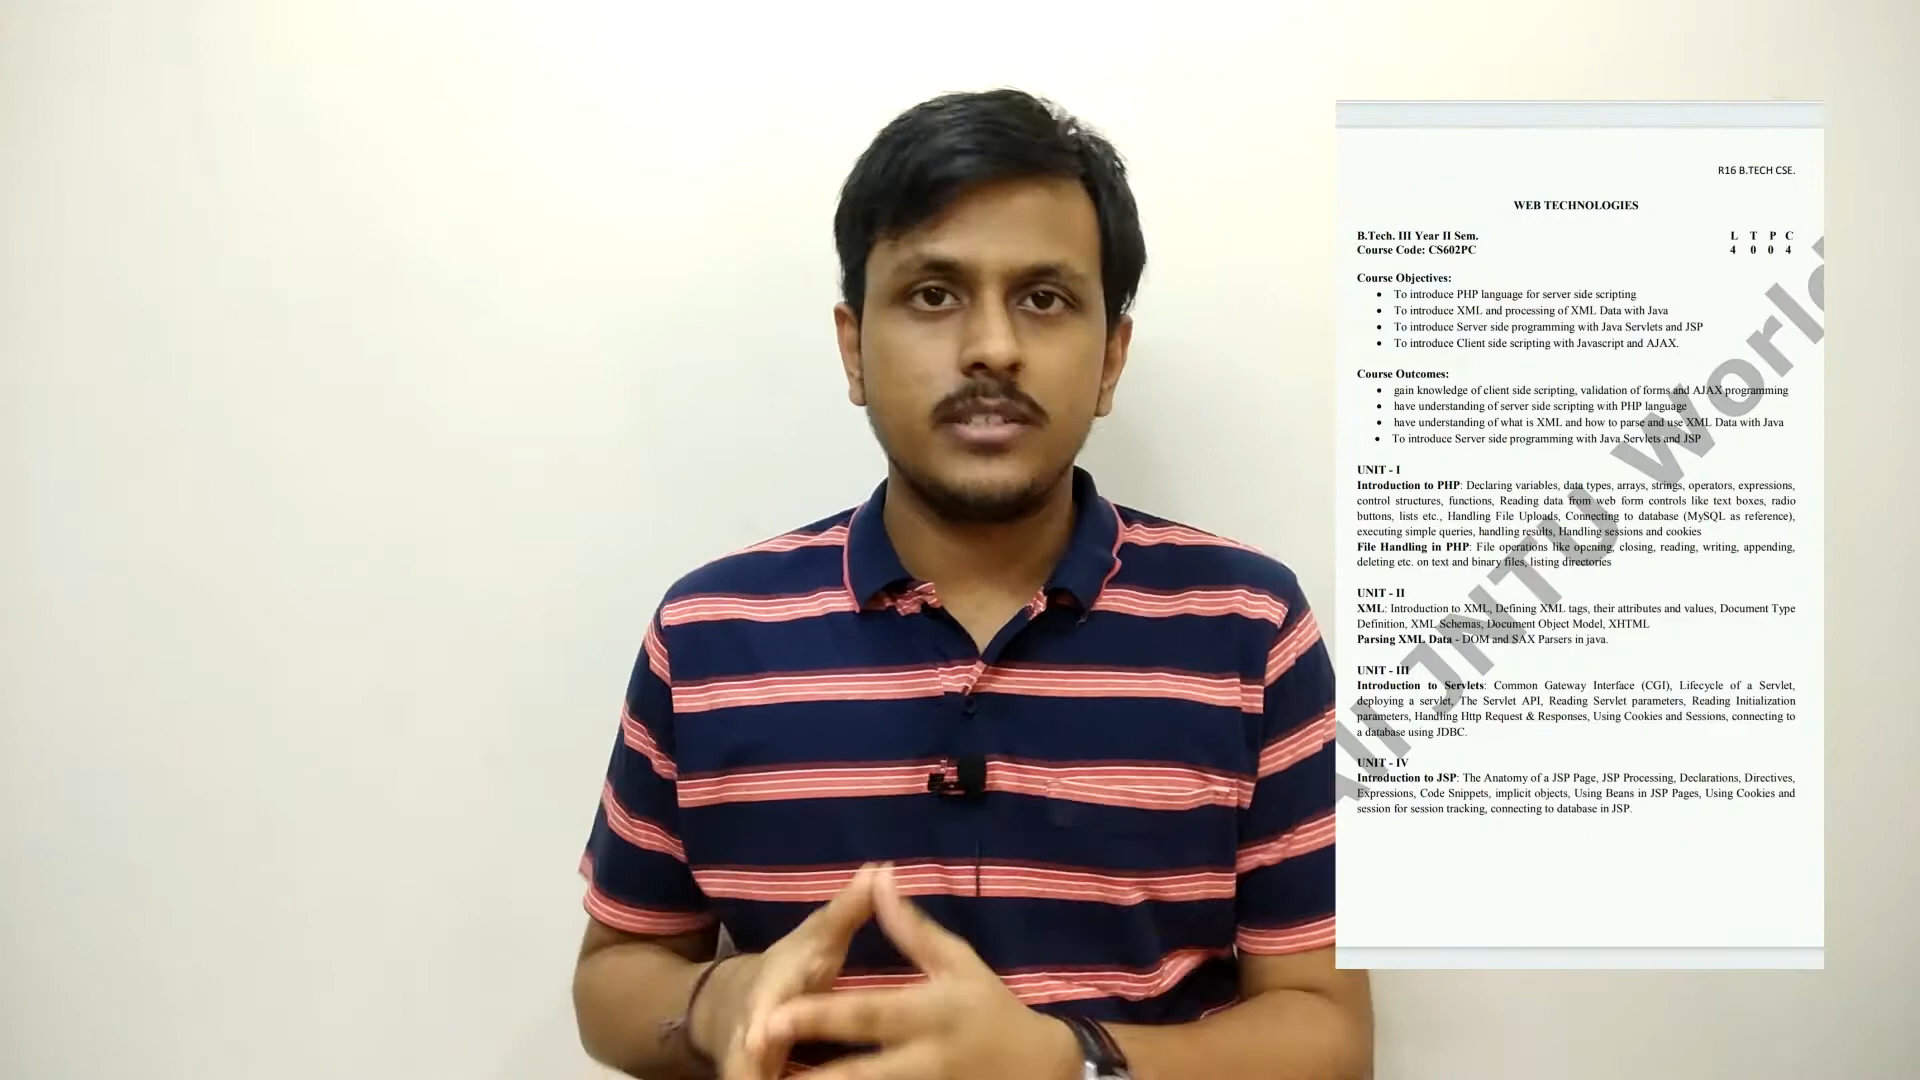 R16 B.TECH CSE.
WEB TECHNOLOGIES
B.Tech. III Year II Sem. L T P C
Course Code: CS602PC 4 0 0 4
Course Objectives:
• To introduce PHP language for server side scripting
• To introduce XML and processing of XML Data with Java
• To introduce Server side programming with Java Servlets and JSP
• To introduce Client side scripting with Javascript and AJAX.
Course Outcomes:
• gain knowledge of client side scripting, validation of forms and AJAX programming
• have understanding of server side scripting with PHP language
• have understanding of what is XML and how to parse and use XML Data with Java
• To introduce Server side programming with Java Servlets and JSP
UNIT - I
Introduction to PHP: Declaring variables, data types, arrays, strings, operators, expressions,
control structures, functions, Reading data from web form controls like text boxes, radio
buttons, lists etc., Handling File Uploads, Connecting to database (MySQL as reference),
executing simple queries, handling results, Handling sessions and cookies
File Handling in PHP: File operations like opening, closing, reading, writing, appending,
deleting etc. on text and binary files, listing directories
UNIT - II
XML: Introduction to XML, Defining XML tags, their attributes and values, Document Type
Definition, XML Schemas, Document Object Model, XHTML
Parsing XML Data - DOM and SAX Parsers in java.
UNIT - III
Introduction to Servlets: Common Gateway Interface (CGI), Lifecycle of a Servlet,
deploying a servlet, The Servlet API, Reading Servlet parameters, Reading Initialization
parameters, Handling Http Request & Responses, Using Cookies and Sessions, connecting to
a database using JDBC.
UNIT - IV
Introduction to JSP: The Anatomy of a JSP Page, JSP Processing, Declarations, Directives,
Expressions, Code Snippets, implicit objects, Using Beans in JSP Pages, Using Cookies and
session for session tracking, connecting to database in JSP.
All JNTU World